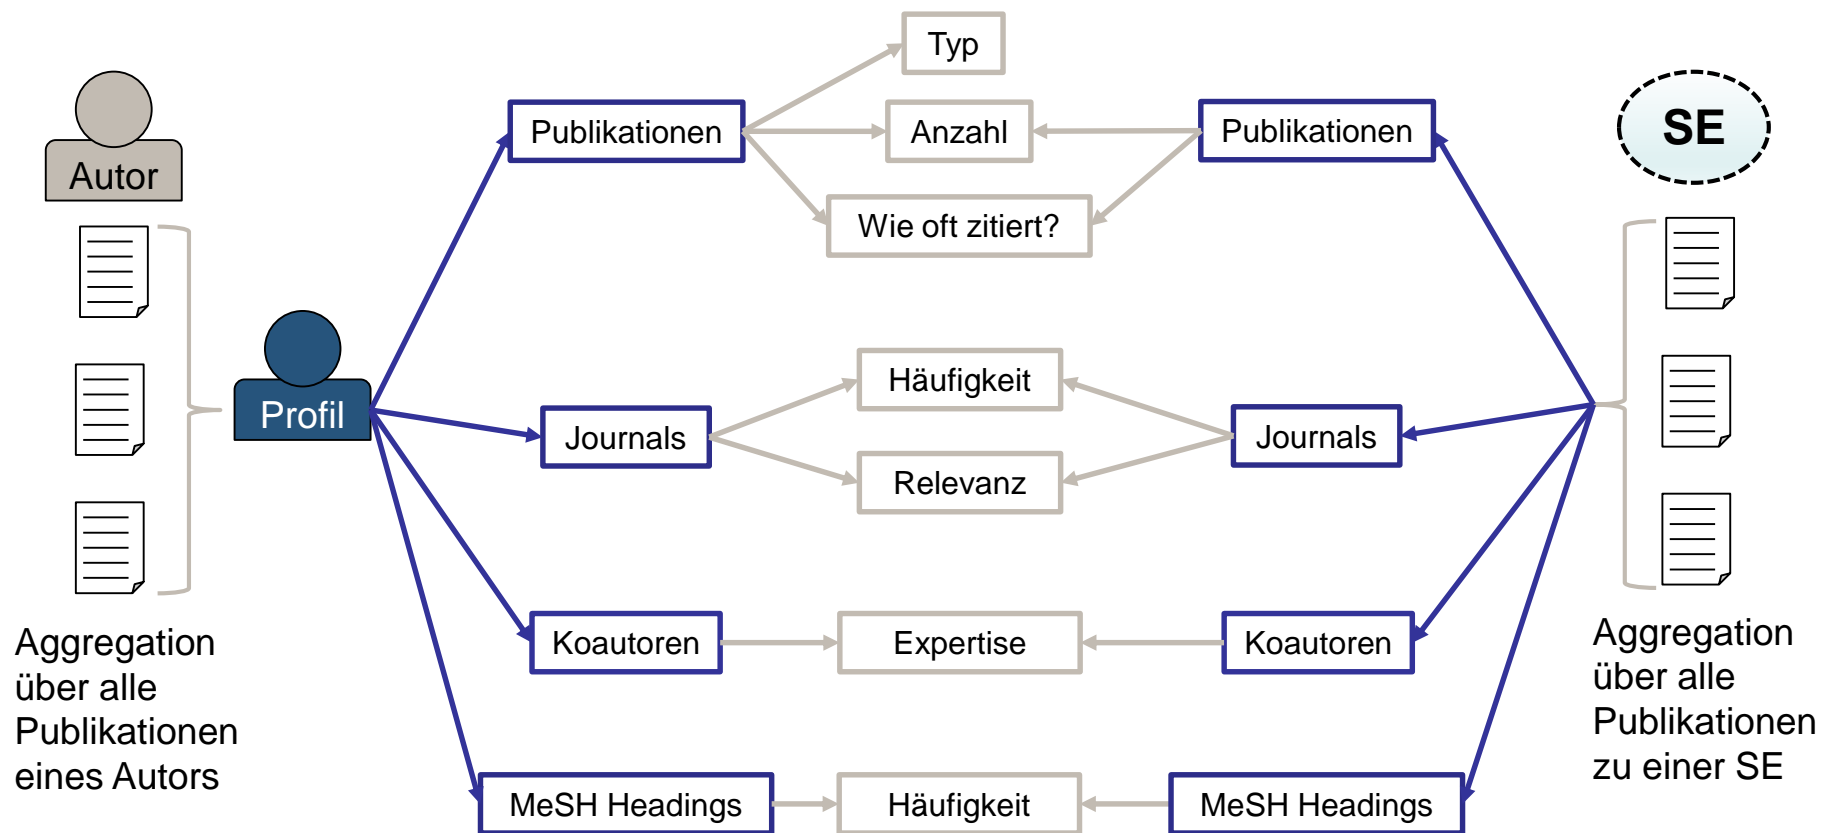 Typ
Publikationen
Anzahl
Publikationen
SE
Autor
Wie oft zitiert?
Häufigkeit
Profil
Journals
Journals
Relevanz
Koautoren
Expertise
Koautoren
Aggregation
über alle
Publikationen
eines Autors
Aggregation
über alle
Publikationen
zu einer SE
MeSH Headings
Häufigkeit
MeSH Headings